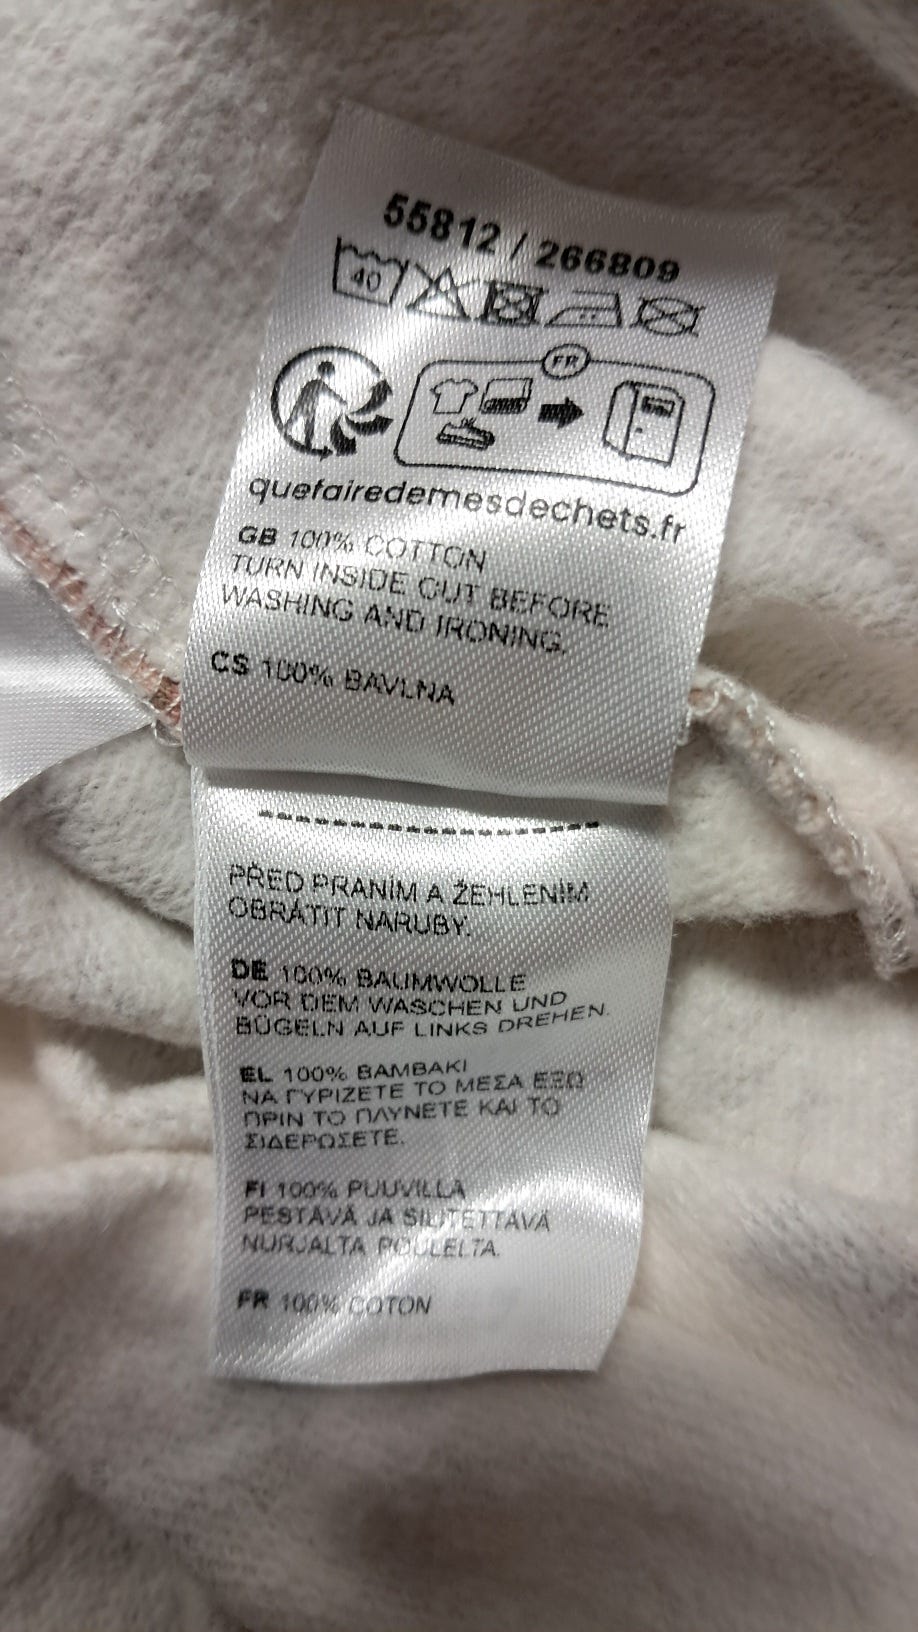 55812 / 266809
40
FR
quefairedemesdechets.fr
GB 100% COTTON
TURN INSIDE OUT BEFORE
WASHING AND IRONING.
CS 100% BAVLNA
PŘED PRANÍM A ŽEHLENÍM
OBRÁTIT NARUBY.
DE 100% BAUMWOLLE
VOR DEM WASCHEN UND
BÜGELN AUF LINKS DREHEN.
EL 100% ΒΑΜΒΑΚΙ
ΝΑ ΓΥΡΙΖΕΤΕ ΤΟ ΜΕΣΑ ΕΞΩ
ΠΡΙΝ ΤΟ ΠΛΥΝΕΤΕ ΚΑΙ ΤΟ
ΣΙΔΕΡΩΣΕΤΕ.
FI 100% PUUVILLA
PESTÄVÄ JA SILITETTÄVÄ
NURJALTA PUOLELTA.
FR 100% COTON